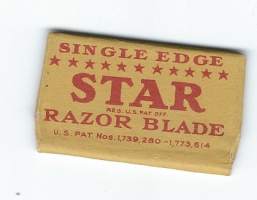 SINGLE EDGE
★★★★★★★★★★
STAR
REG. U.S. PAT. OFF.
RAZOR BLADE
U.S. PAT. Nos. 1,739,280-1,773,614